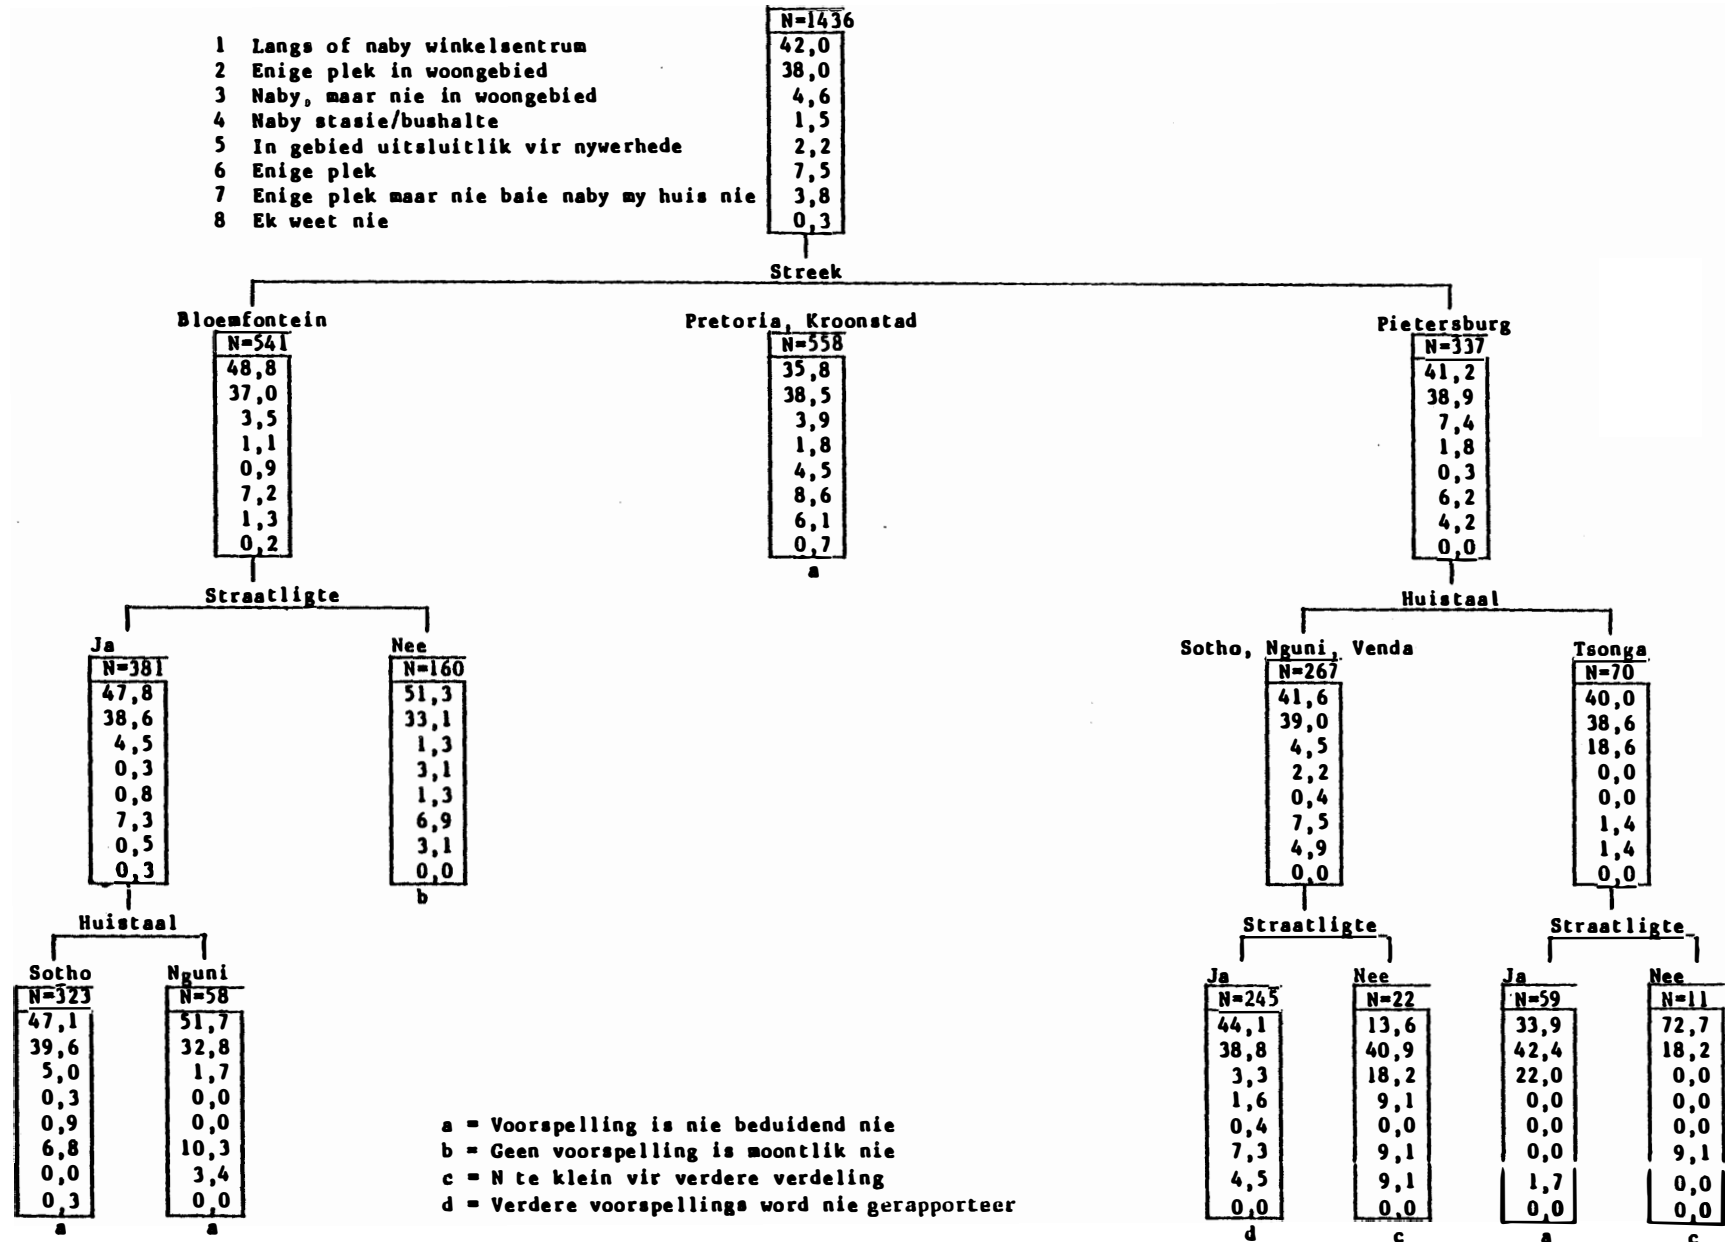 N=1436
1 Langs of naby winkelsentrum 42,0
2 Enige plek in woongebied 38,0
3 Naby, maar nie in woongebied 4,6
4 Naby stasie/bushalte 1,5
5 In gebied uitsluitlik vir nywerhede 2,2
6 Enige plek 7,5
7 Enige plek maar nie baie naby my huis nie 3,8
8 Ek weet nie 0,3
Streek
Bloemfontein
N=541
48,8
37,0
3,5
1,1
0,9
7,2
1,3
0,2
Pretoria, Kroonstad
N=558
35,8
38,5
3,9
1,8
4,5
8,6
6,1
0,7
a
Pietersburg
N=337
41,2
38,9
7,4
1,8
0,3
6,2
4,2
0,0
Straatligte
Ja
N=381
47,8
38,6
4,5
0,3
0,8
7,3
0,5
0,3
Nee
N=160
51,3
33,1
1,3
3,1
1,3
6,9
3,1
0,0
b
Huistaal
Sotho, Nguni, Venda
N=267
41,6
39,0
4,5
2,2
0,4
7,5
4,9
0,0
Tsonga
N=70
40,0
38,6
18,6
0,0
0,0
1,4
1,4
0,0
Huistaal
Sotho
N=323
47,1
39,6
5,0
0,3
0,9
6,8
0,0
0,3
a
Nguni
N=58
51,7
32,8
1,7
0,0
0,0
10,3
3,4
0,0
a
Straatligte
Ja
N=245
44,1
38,8
3,3
1,6
0,4
7,3
4,5
0,0
d
Nee
N=22
13,6
40,9
18,2
9,1
0,0
9,1
9,1
0,0
c
Straatligte
Ja
N=59
33,9
42,4
22,0
0,0
0,0
0,0
1,7
0,0
a
Nee
N=11
72,7
18,2
0,0
0,0
0,0
9,1
0,0
0,0
c
a = Voorspelling is nie beduidend nie
b = Geen voorspelling is moontlik nie
c = N te klein vir verdere verdeling
d = Verdere voorspellings word nie gerapporteer